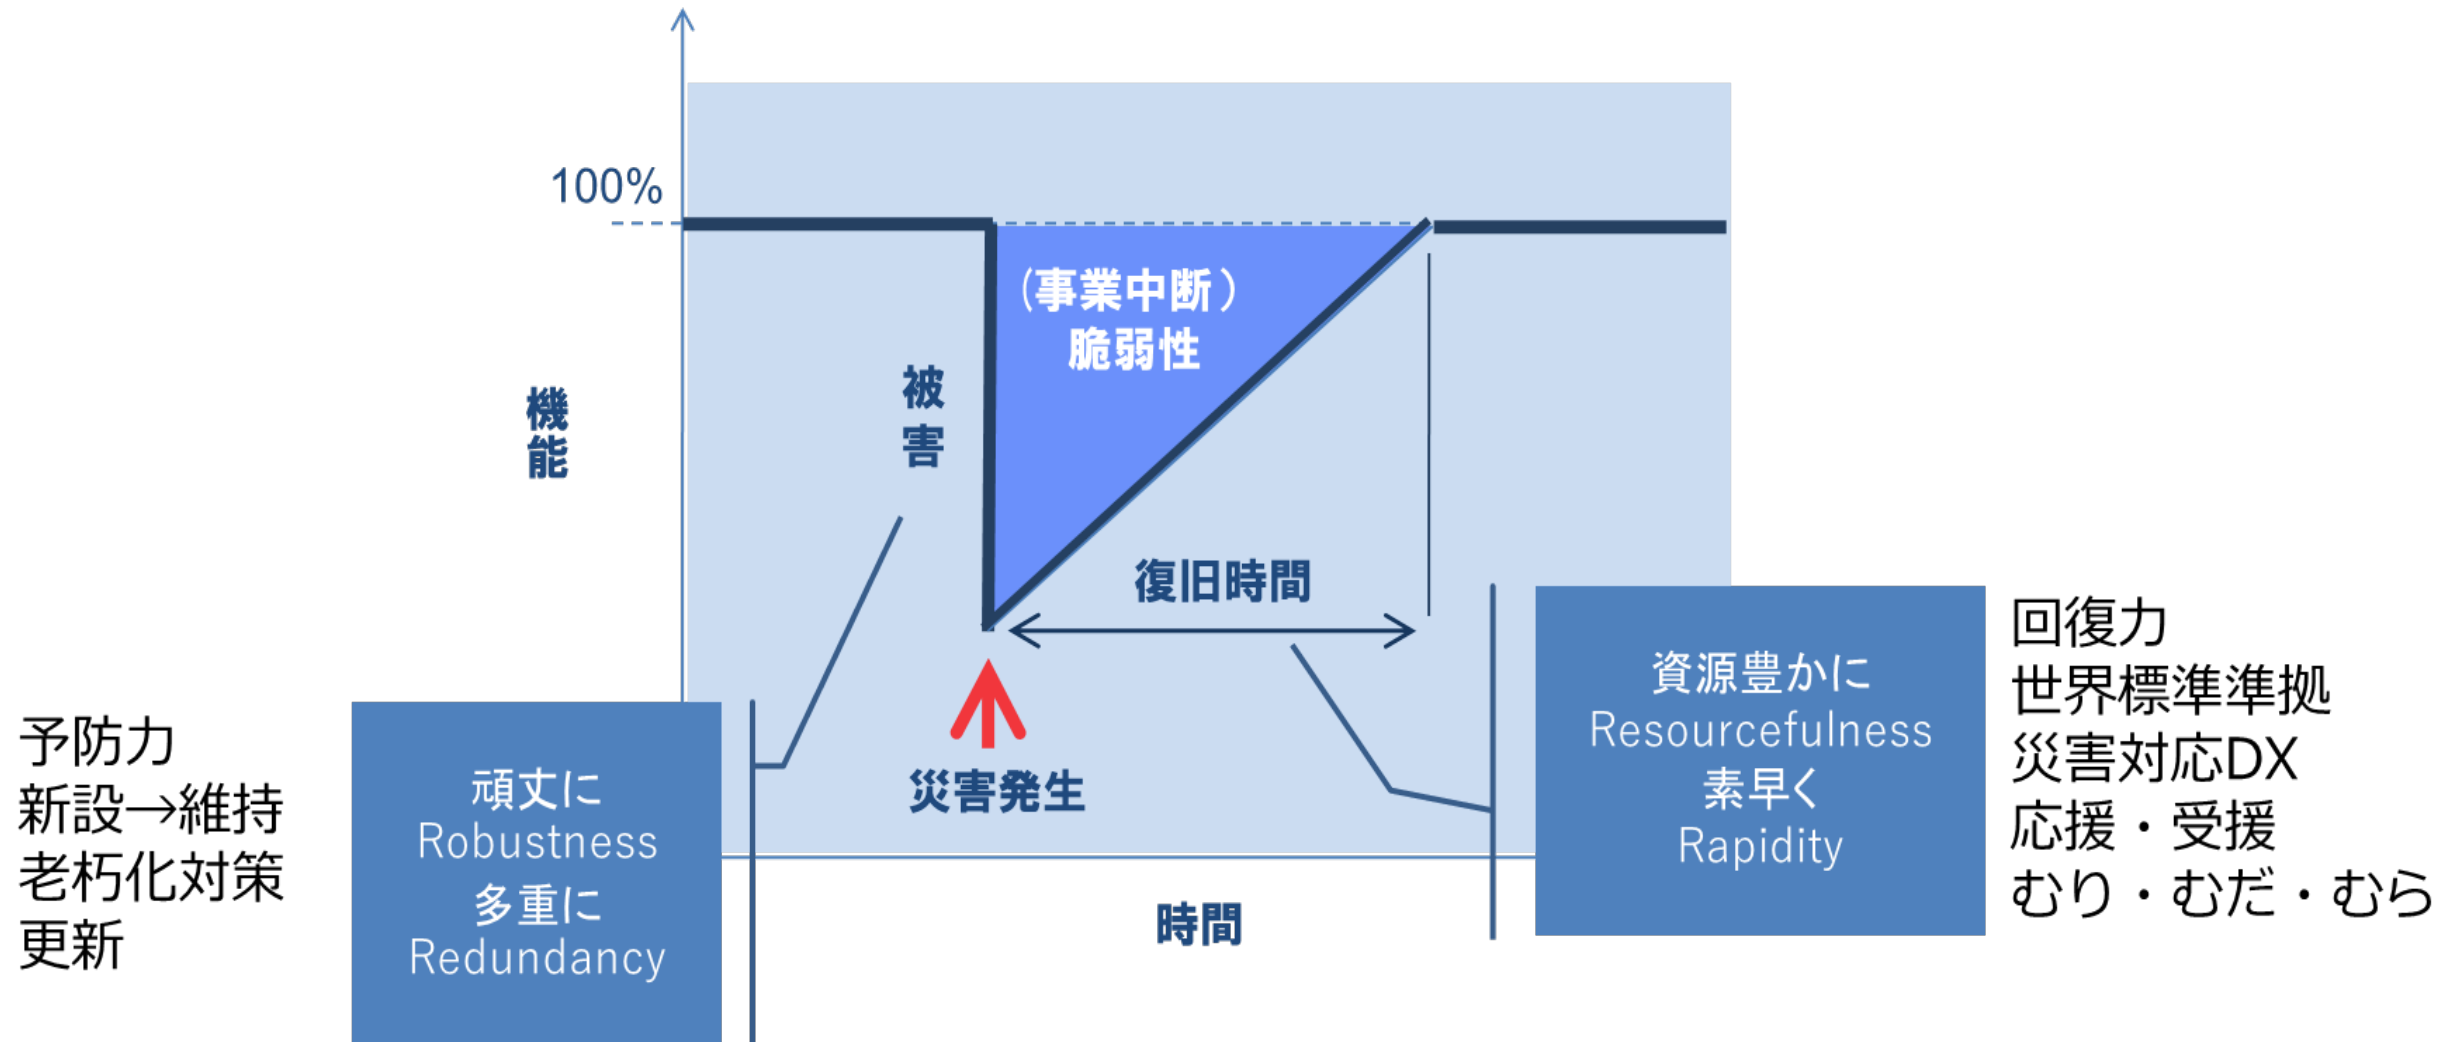 100%
機能
被害
(事業中断)
脆弱性
復旧時間
災害発生
時間
予防力
新設→維持
老朽化対策
更新
頑丈に
Robustness
多重に
Redundancy
資源豊かに
Resourcefulness
素早く
Rapidity
回復力
世界標準準拠
災害対応DX
応援・受援
むり・むだ・むら